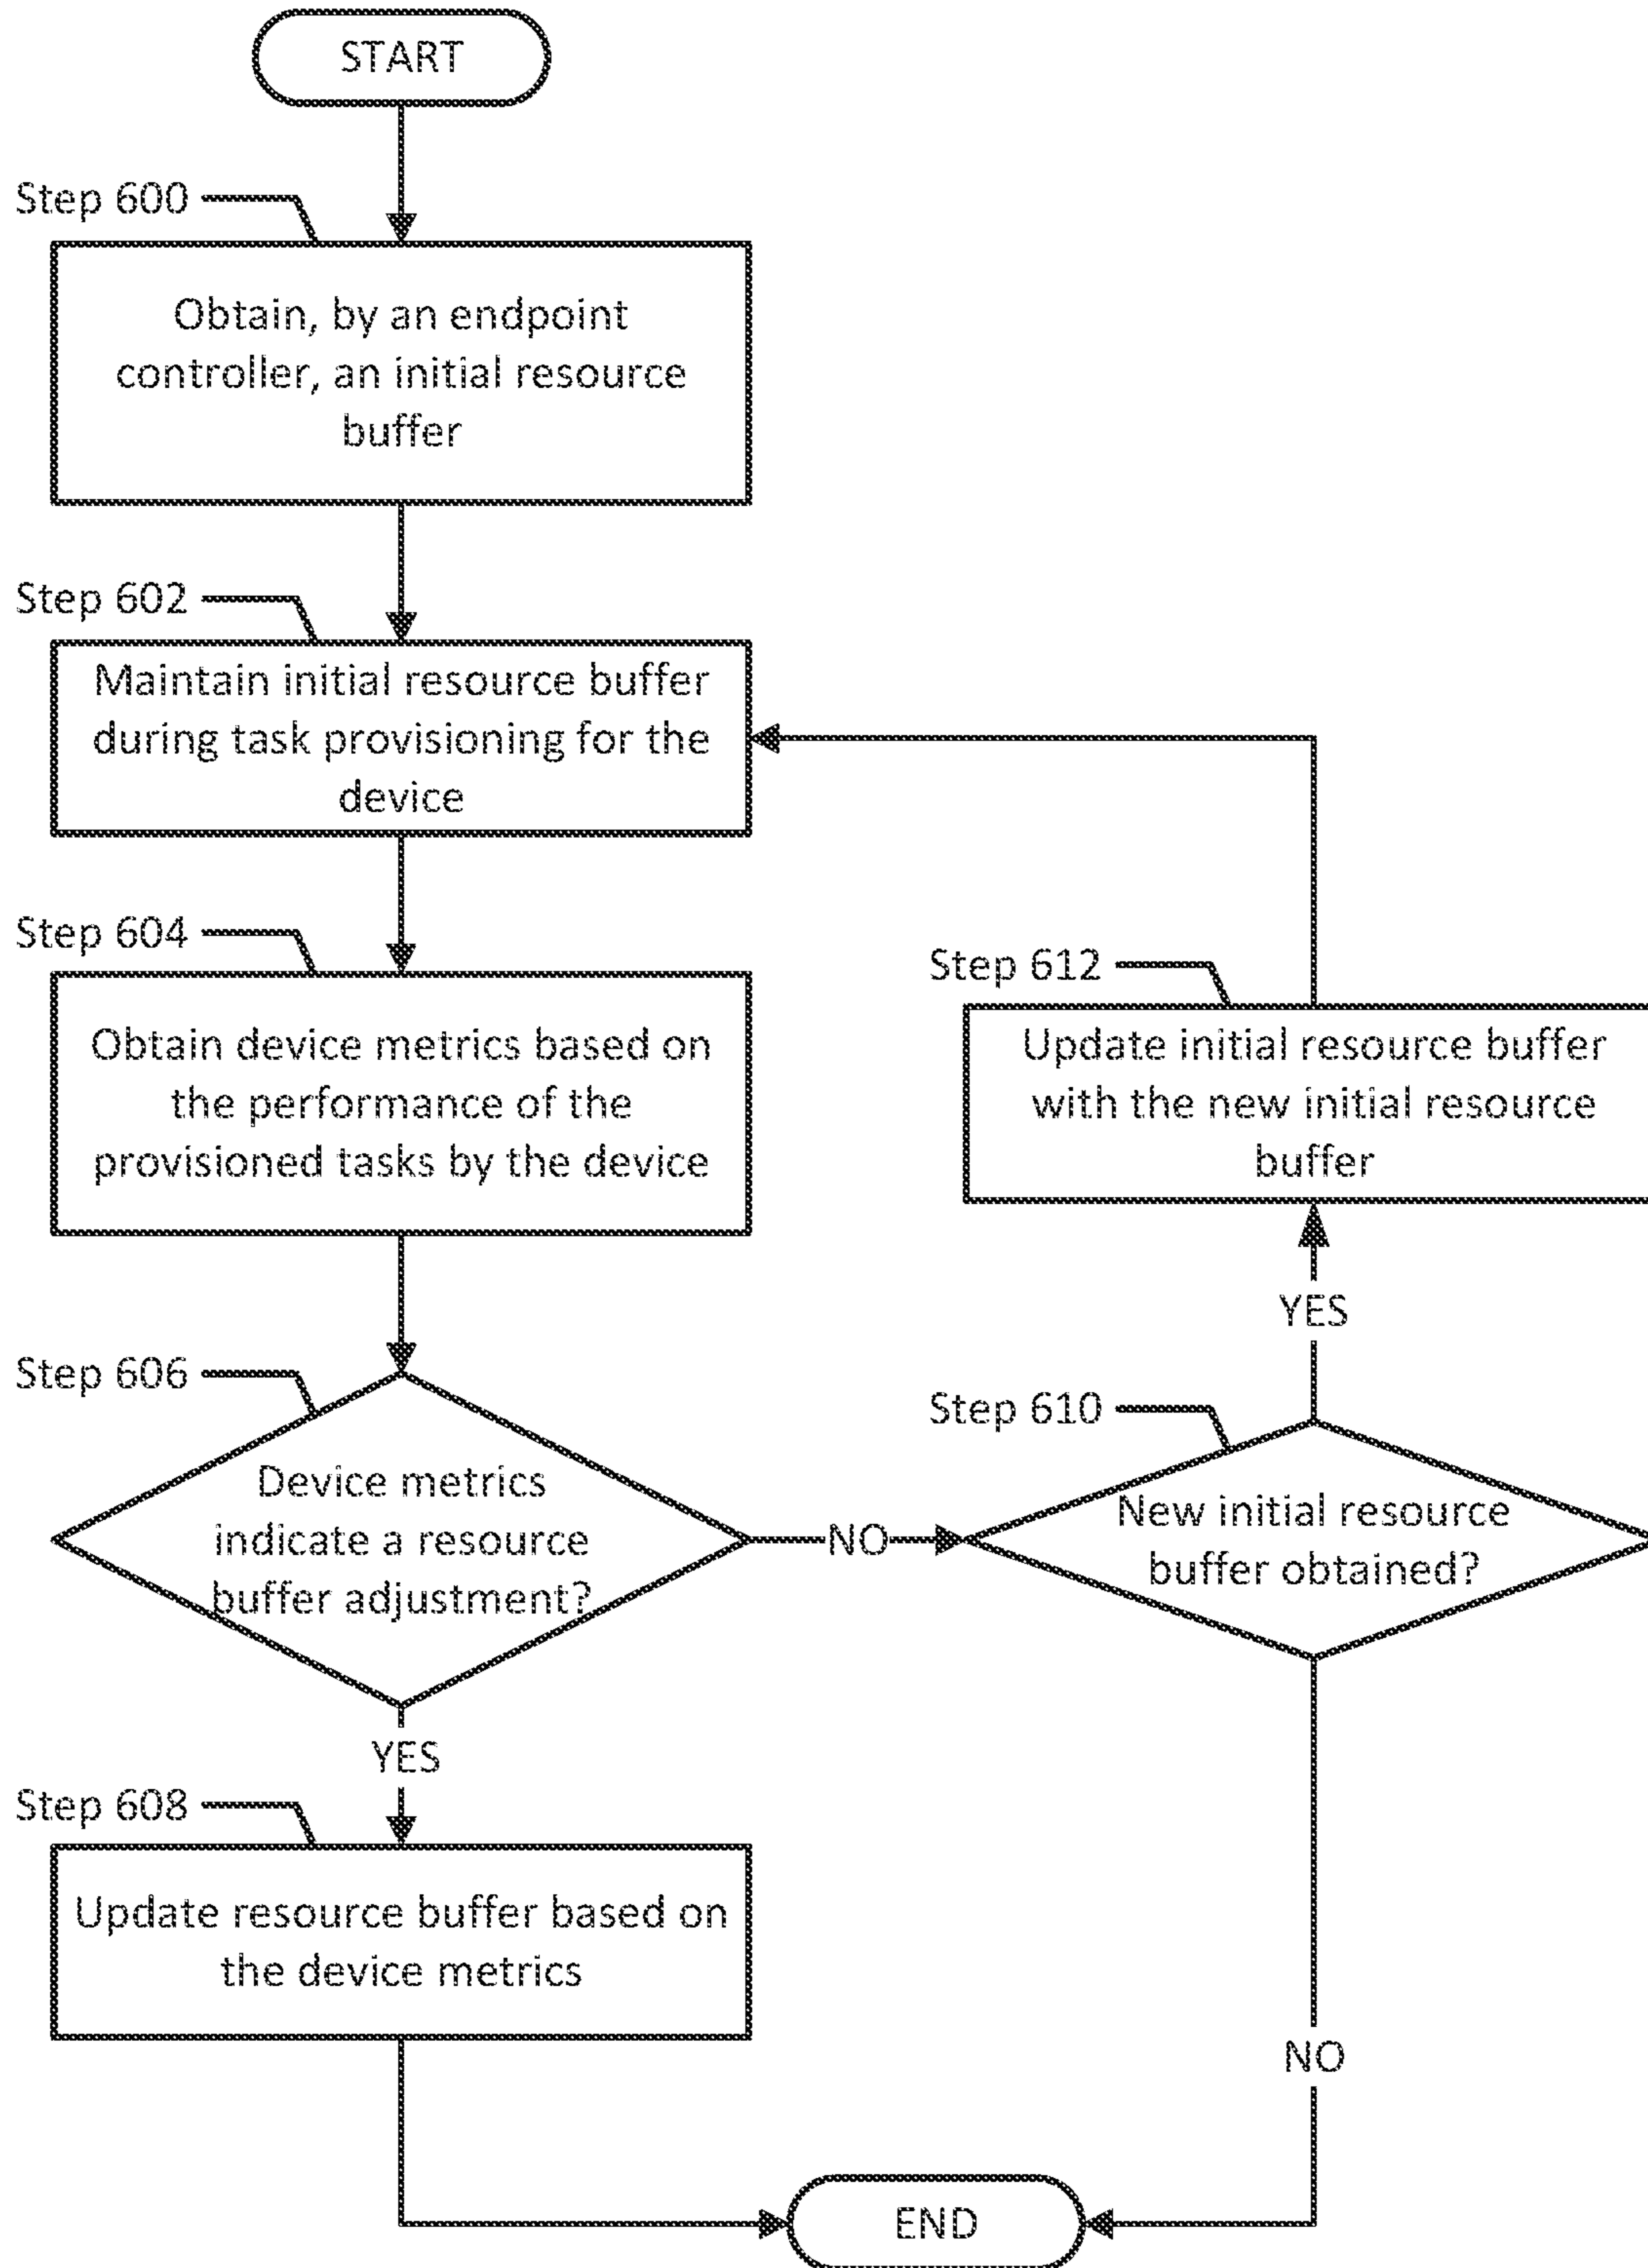 START
Step 600
Obtain, by an endpoint
controller, an initial resource
buffer
Step 602
Maintain initial resource buffer
during task provisioning for the
device
Step 604
Obtain device metrics based on
the performance of the
provisioned tasks by the device
Step 612
Update initial resource buffer
with the new initial resource
buffer
YES
Step 606
Device metrics
indicate a resource
buffer adjustment?
NO
Step 610
New initial resource
buffer obtained?
YES
Step 608
Update resource buffer based on
the device metrics
NO
END